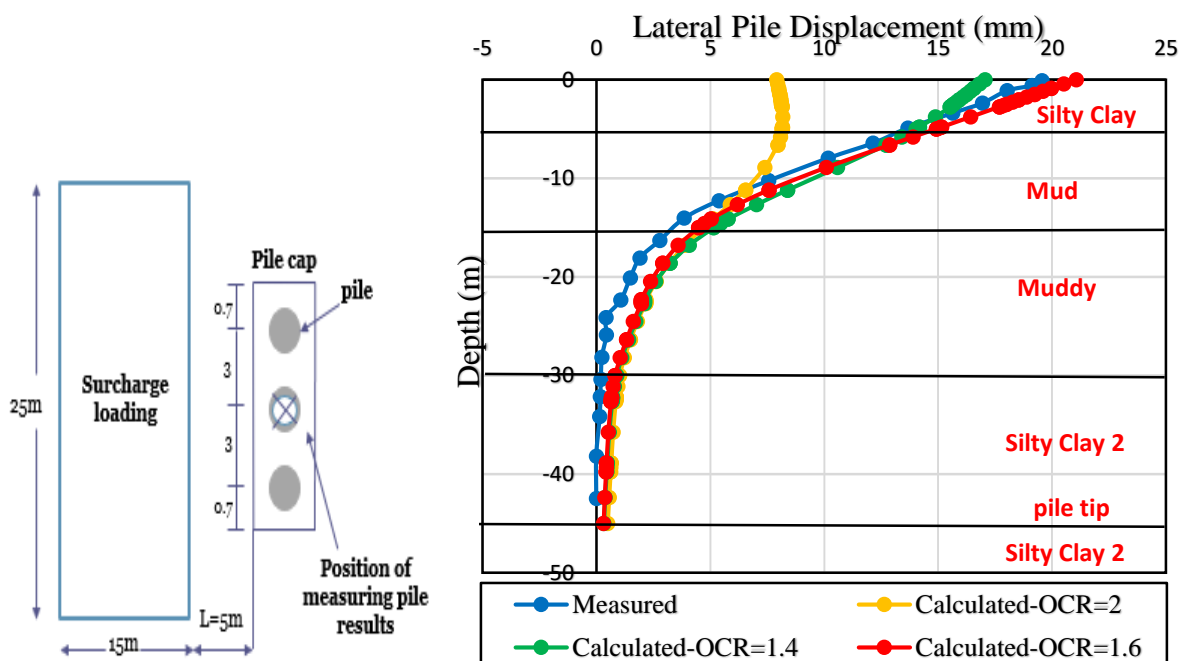 Pile cap
pile
0.7
3
Surcharge
loading
25m
3
0.7
Position of
measuring pile
results
L=5m
15m
Lateral Pile Displacement (mm)
-5 0 5 10 15 20 25
0
-10
-20
-30
-40
-50
Depth (m)
Silty Clay
Mud
Muddy
Silty Clay 2
pile tip
Silty Clay 2
Measured
Calculated-OCR=2
Calculated-OCR=1.4
Calculated-OCR=1.6